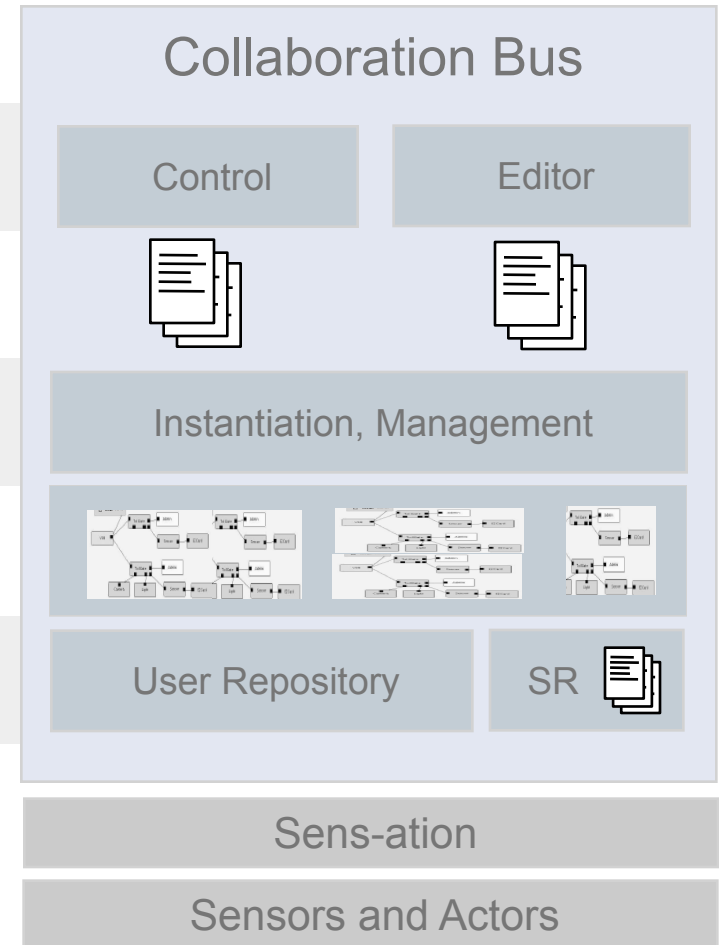 Collaboration Bus
Control
Editor
Instantiation, Management
User Repository
SR
Sens-ation
Sensors and Actors